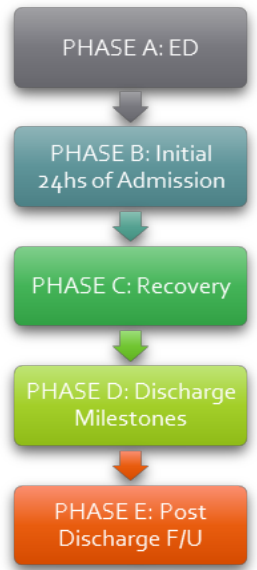 PHASE A: ED
PHASE B: Initial
24hs of Admission
PHASE C: Recovery
PHASE D: Discharge
Milestones
PHASE E: Post
Discharge F/U